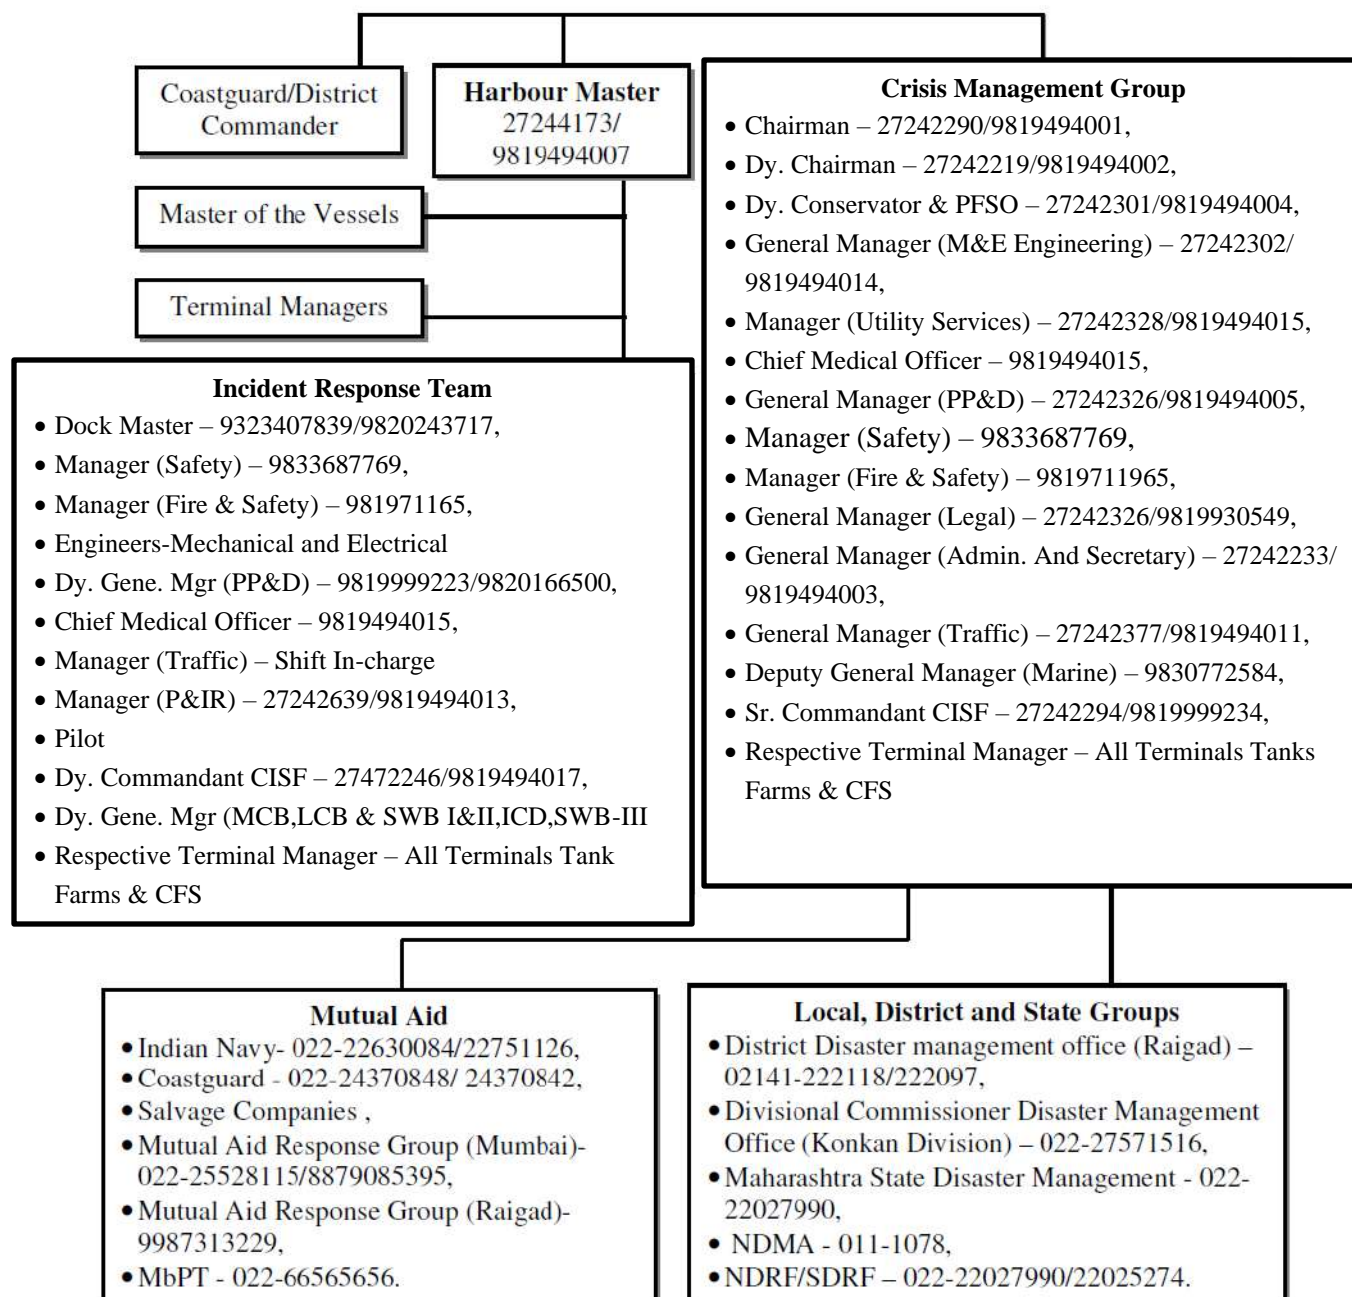 Coastguard/District
Commander
Harbour Master
27244173/
9819494007
Master of the Vessels
Terminal Managers
Crisis Management Group
• Chairman – 27242290/9819494001,
• Dy. Chairman – 27242219/9819494002,
• Dy. Conservator & PFSO – 27242301/9819494004,
• General Manager (M&E Engineering) – 27242302/
9819494014,
• Manager (Utility Services) – 27242328/9819494015,
• Chief Medical Officer – 9819494015,
• General Manager (PP&D) – 27242326/9819494005,
• Manager (Safety) – 9833687769,
• Manager (Fire & Safety) – 9819711965,
• General Manager (Legal) – 27242326/9819930549,
• General Manager (Admin. And Secretary) – 27242233/
9819494003,
• General Manager (Traffic) – 27242377/9819494011,
• Deputy General Manager (Marine) – 9830772584,
• Sr. Commandant CISF – 27242294/9819999234,
• Respective Terminal Manager – All Terminals Tanks
Farms & CFS
Incident Response Team
• Dock Master – 9323407839/9820243717,
• Manager (Safety) – 9833687769,
• Manager (Fire & Safety) – 981971165,
• Engineers-Mechanical and Electrical
• Dy. Gene. Mgr (PP&D) – 9819999223/9820166500,
• Chief Medical Officer – 9819494015,
• Manager (Traffic) – Shift In-charge
• Manager (P&IR) – 27242639/9819494013,
• Pilot
• Dy. Commandant CISF – 27472246/9819494017,
• Dy. Gene. Mgr (MCB,LCB & SWB I&II,ICD,SWB-III
• Respective Terminal Manager – All Terminals Tank
Farms & CFS
Mutual Aid
• Indian Navy- 022-22630084/22751126,
• Coastguard - 022-24370848/ 24370842,
• Salvage Companies ,
• Mutual Aid Response Group (Mumbai)-
022-25528115/8879085395,
• Mutual Aid Response Group (Raigad)-
9987313229,
• MbPT - 022-66565656.
Local, District and State Groups
• District Disaster management office (Raigad) –
02141-222118/222097,
• Divisional Commissioner Disaster Management
Office (Konkan Division) – 022-27571516,
• Maharashtra State Disaster Management - 022-
22027990,
• NDMA - 011-1078,
• NDRF/SDRF – 022-22027990/22025274.